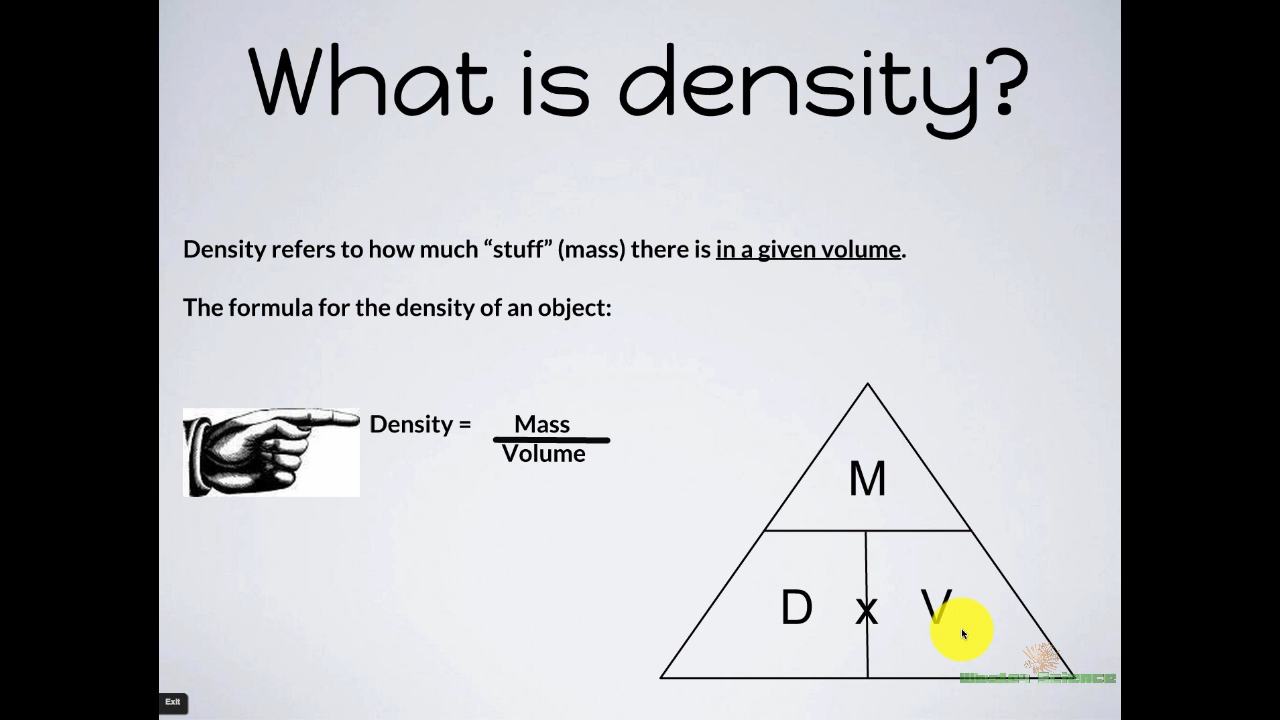 What is density?
Density refers to how much “stuff” (mass) there is in a given volume.
The formula for the density of an object:
Density = Mass
Volume
M
D x V
Science
Exit